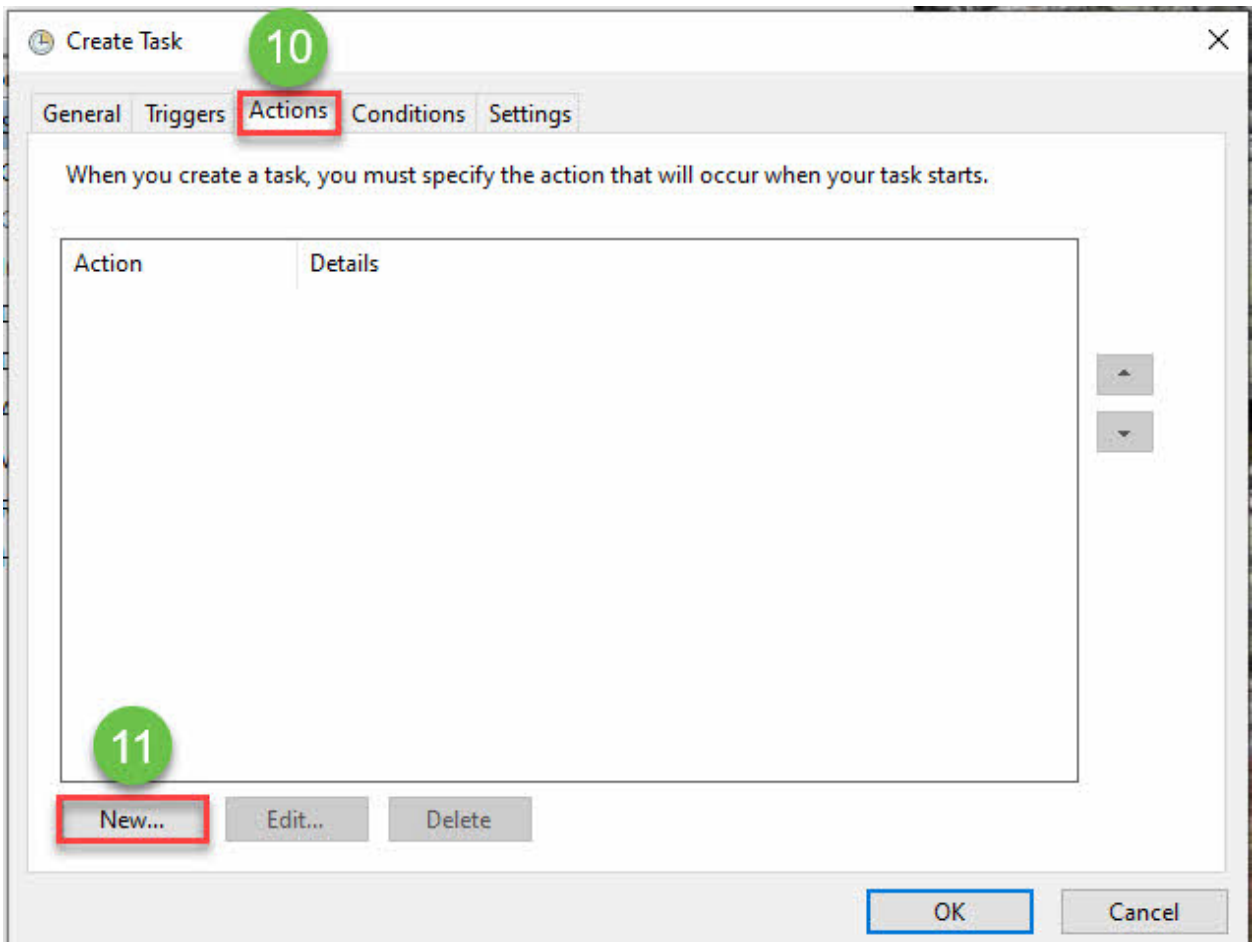 Create Task
10
General Triggers Actions Conditions Settings
When you create a task, you must specify the action that will occur when your task starts.
Action Details
11
New... Edit... Delete
OK Cancel